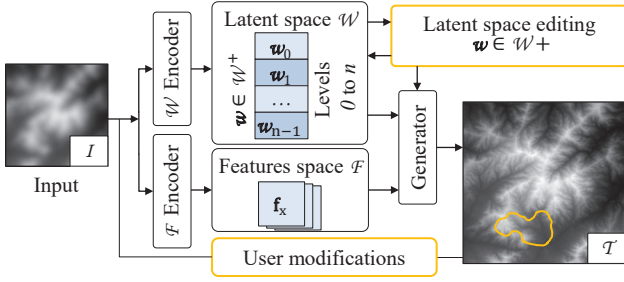 Latent space 𝒲
Latent space editing
𝒘 ∈ 𝒲+
𝒲 Encoder
𝒘 ∈ 𝒲⁺
𝒘₀
𝒘₁
...
𝒘ₙ₋₁
Levels
0 to n
I
Input
Generator
ℱ Encoder
Features space ℱ
fₓ
User modifications
𝒯